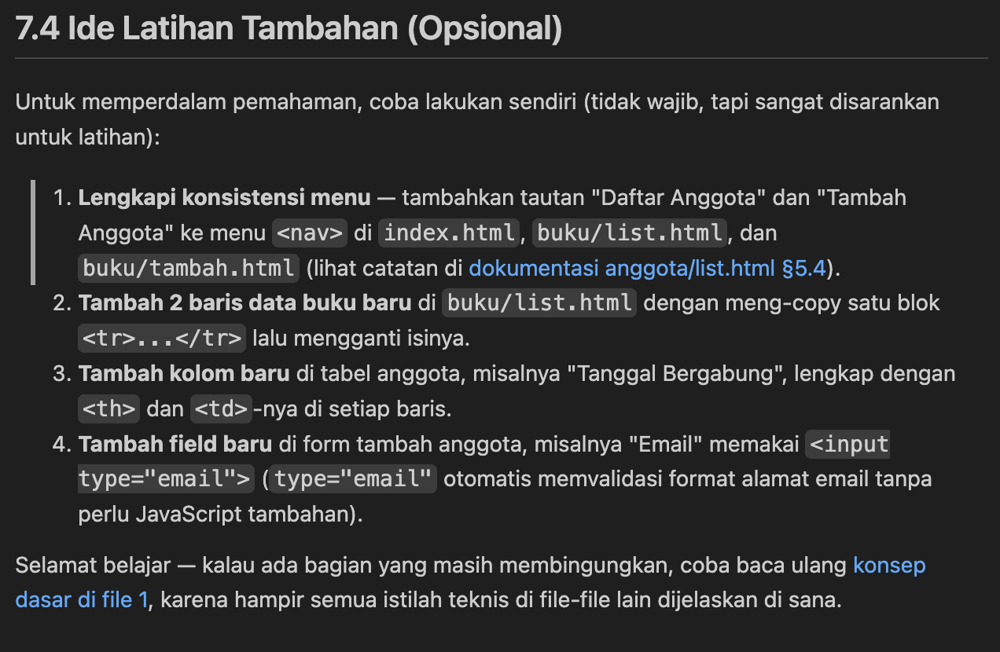 7.4 Ide Latihan Tambahan (Opsional)
Untuk memperdalam pemahaman, coba lakukan sendiri (tidak wajib, tapi sangat disarankan
untuk latihan):
1. Lengkapi konsistensi menu — tambahkan tautan "Daftar Anggota" dan "Tambah
Anggota" ke menu <nav> di index.html, buku/list.html, dan
buku/tambah.html (lihat catatan di dokumentasi anggota/list.html §5.4).
2. Tambah 2 baris data buku baru di buku/list.html dengan meng-copy satu blok
<tr>...</tr> lalu mengganti isinya.
3. Tambah kolom baru di tabel anggota, misalnya "Tanggal Bergabung", lengkap dengan
<th> dan <td>-nya di setiap baris.
4. Tambah field baru di form tambah anggota, misalnya "Email" memakai <input
type="email"> (type="email" otomatis memvalidasi format alamat email tanpa
perlu JavaScript tambahan).
Selamat belajar — kalau ada bagian yang masih membingungkan, coba baca ulang konsep
dasar di file 1, karena hampir semua istilah teknis di file-file lain dijelaskan di sana.